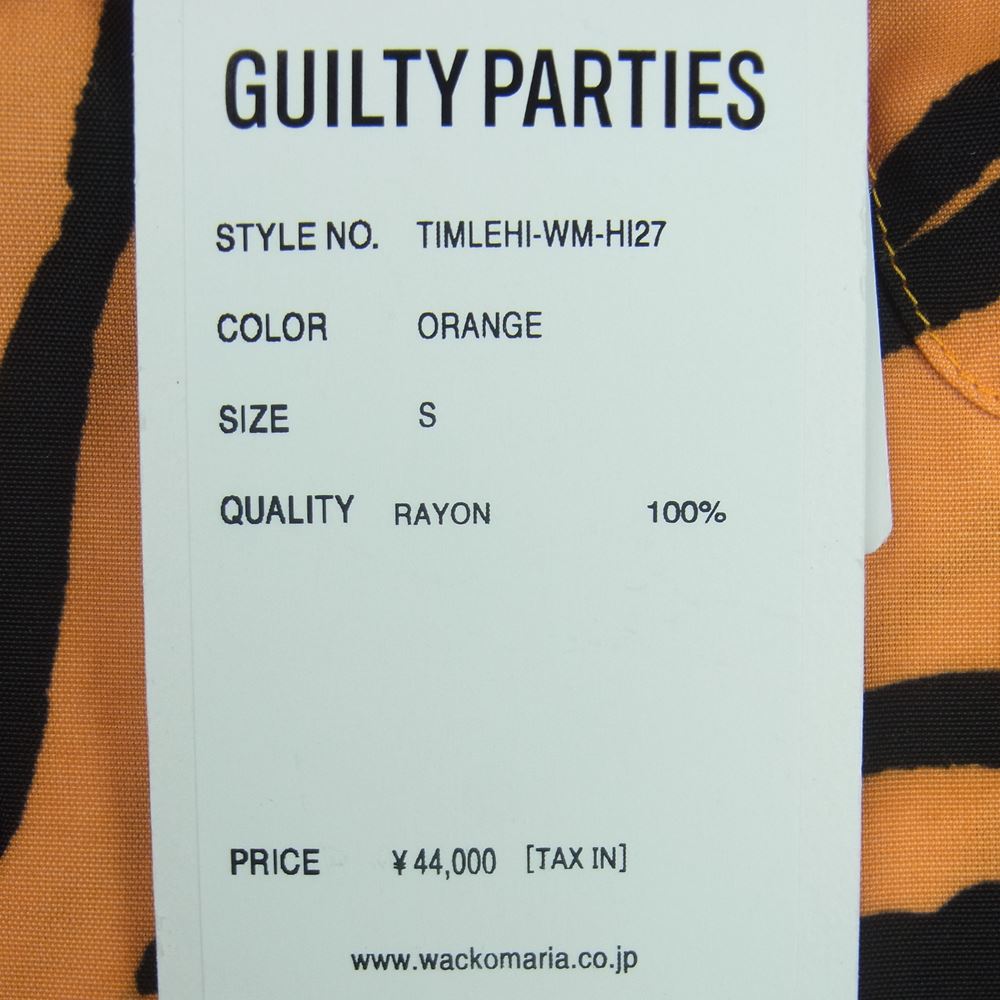 GUILTY PARTIES
STYLE NO. TIMLEHI-WM-HI27
COLOR ORANGE
SIZE S
QUALITY RAYON 100%
PRICE ¥44,000 [TAX IN]
www.wackomaria.co.jp